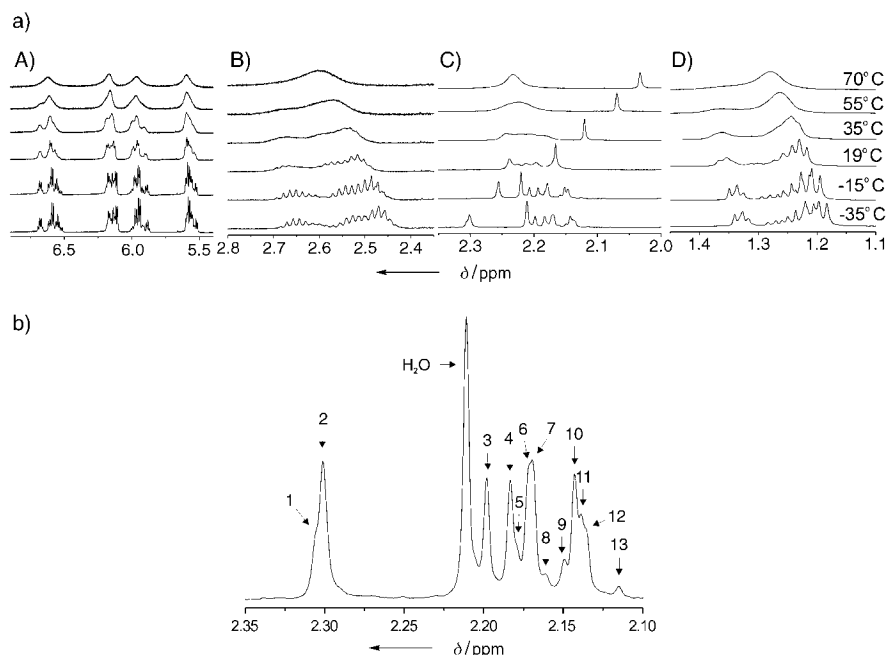 a)
A) B) C) D)
70°C
55°C
35°C
19°C
-15°C
-35°C
6.5 6.0 5.5 2.8 2.7 2.6 2.5 2.4 2.3 2.2 2.1 2.0 1.4 1.3 1.2 1.1
δ/ppm
b)
H₂O
1 2 3 4 5 6 7 8 9 10 11 12 13
2.35 2.30 2.25 2.20 2.15 2.10
δ/ppm